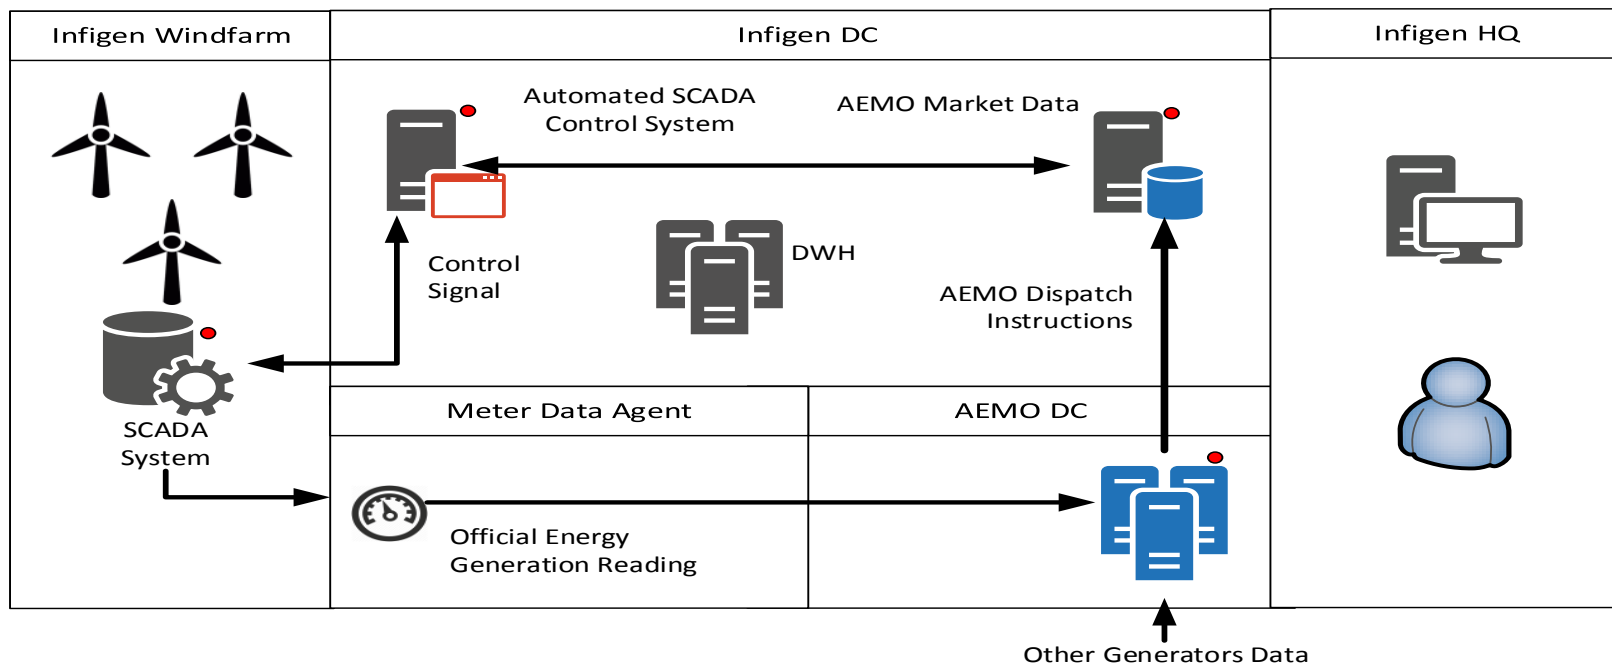 Infigen Windfarm
Infigen DC
Infigen HQ
Automated SCADA
Control System
AEMO Market Data
Control
Signal
DWH
AEMO Dispatch
Instructions
SCADA
System
Meter Data Agent
AEMO DC
Official Energy
Generation Reading
Other Generators Data